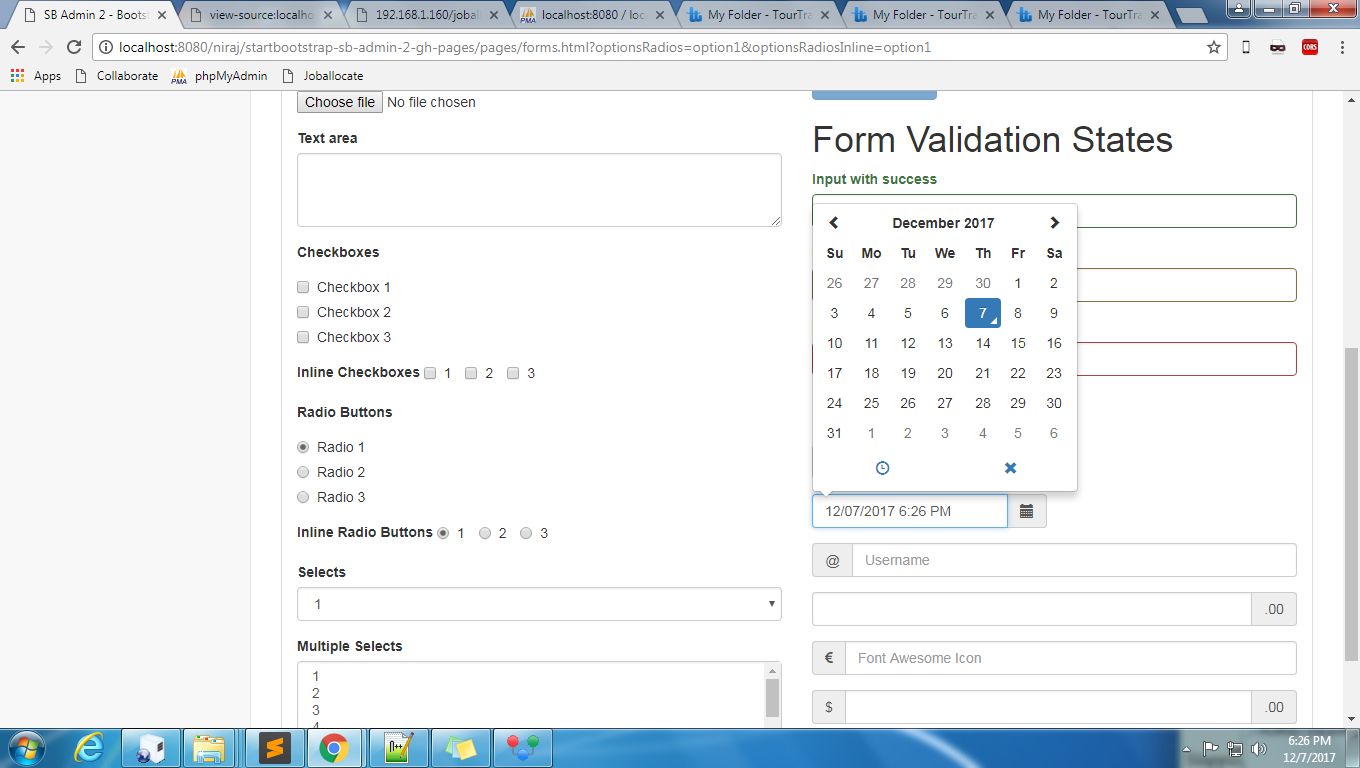 SB Admin 2 - Boots
view-source:localho
192.168.1.160/joball
localhost:8080 / loc
My Folder - TourTra
My Folder - TourTra
My Folder - TourTra
localhost:8080/niraj/startbootstrap-sb-admin-2-gh-pages/pages/forms.html?optionsRadios=option1&optionsRadiosInline=option1
CORS
Apps Collaborate PMA phpMyAdmin Joballocate
Choose file No file chosen
Text area
Checkboxes
Checkbox 1
Checkbox 2
Checkbox 3
Inline Checkboxes 1 2 3
Radio Buttons
Radio 1
Radio 2
Radio 3
Inline Radio Buttons 1 2 3
Selects
1
Multiple Selects
1
2
3
4
Form Validation States
Input with success
December 2017
Su Mo Tu We Th Fr Sa
26 27 28 29 30 1 2
3 4 5 6 7 8 9
10 11 12 13 14 15 16
17 18 19 20 21 22 23
24 25 26 27 28 29 30
31 1 2 3 4 5 6
12/07/2017 6:26 PM
@ Username
.00
€ Font Awesome Icon
$ .00
6:26 PM
12/7/2017